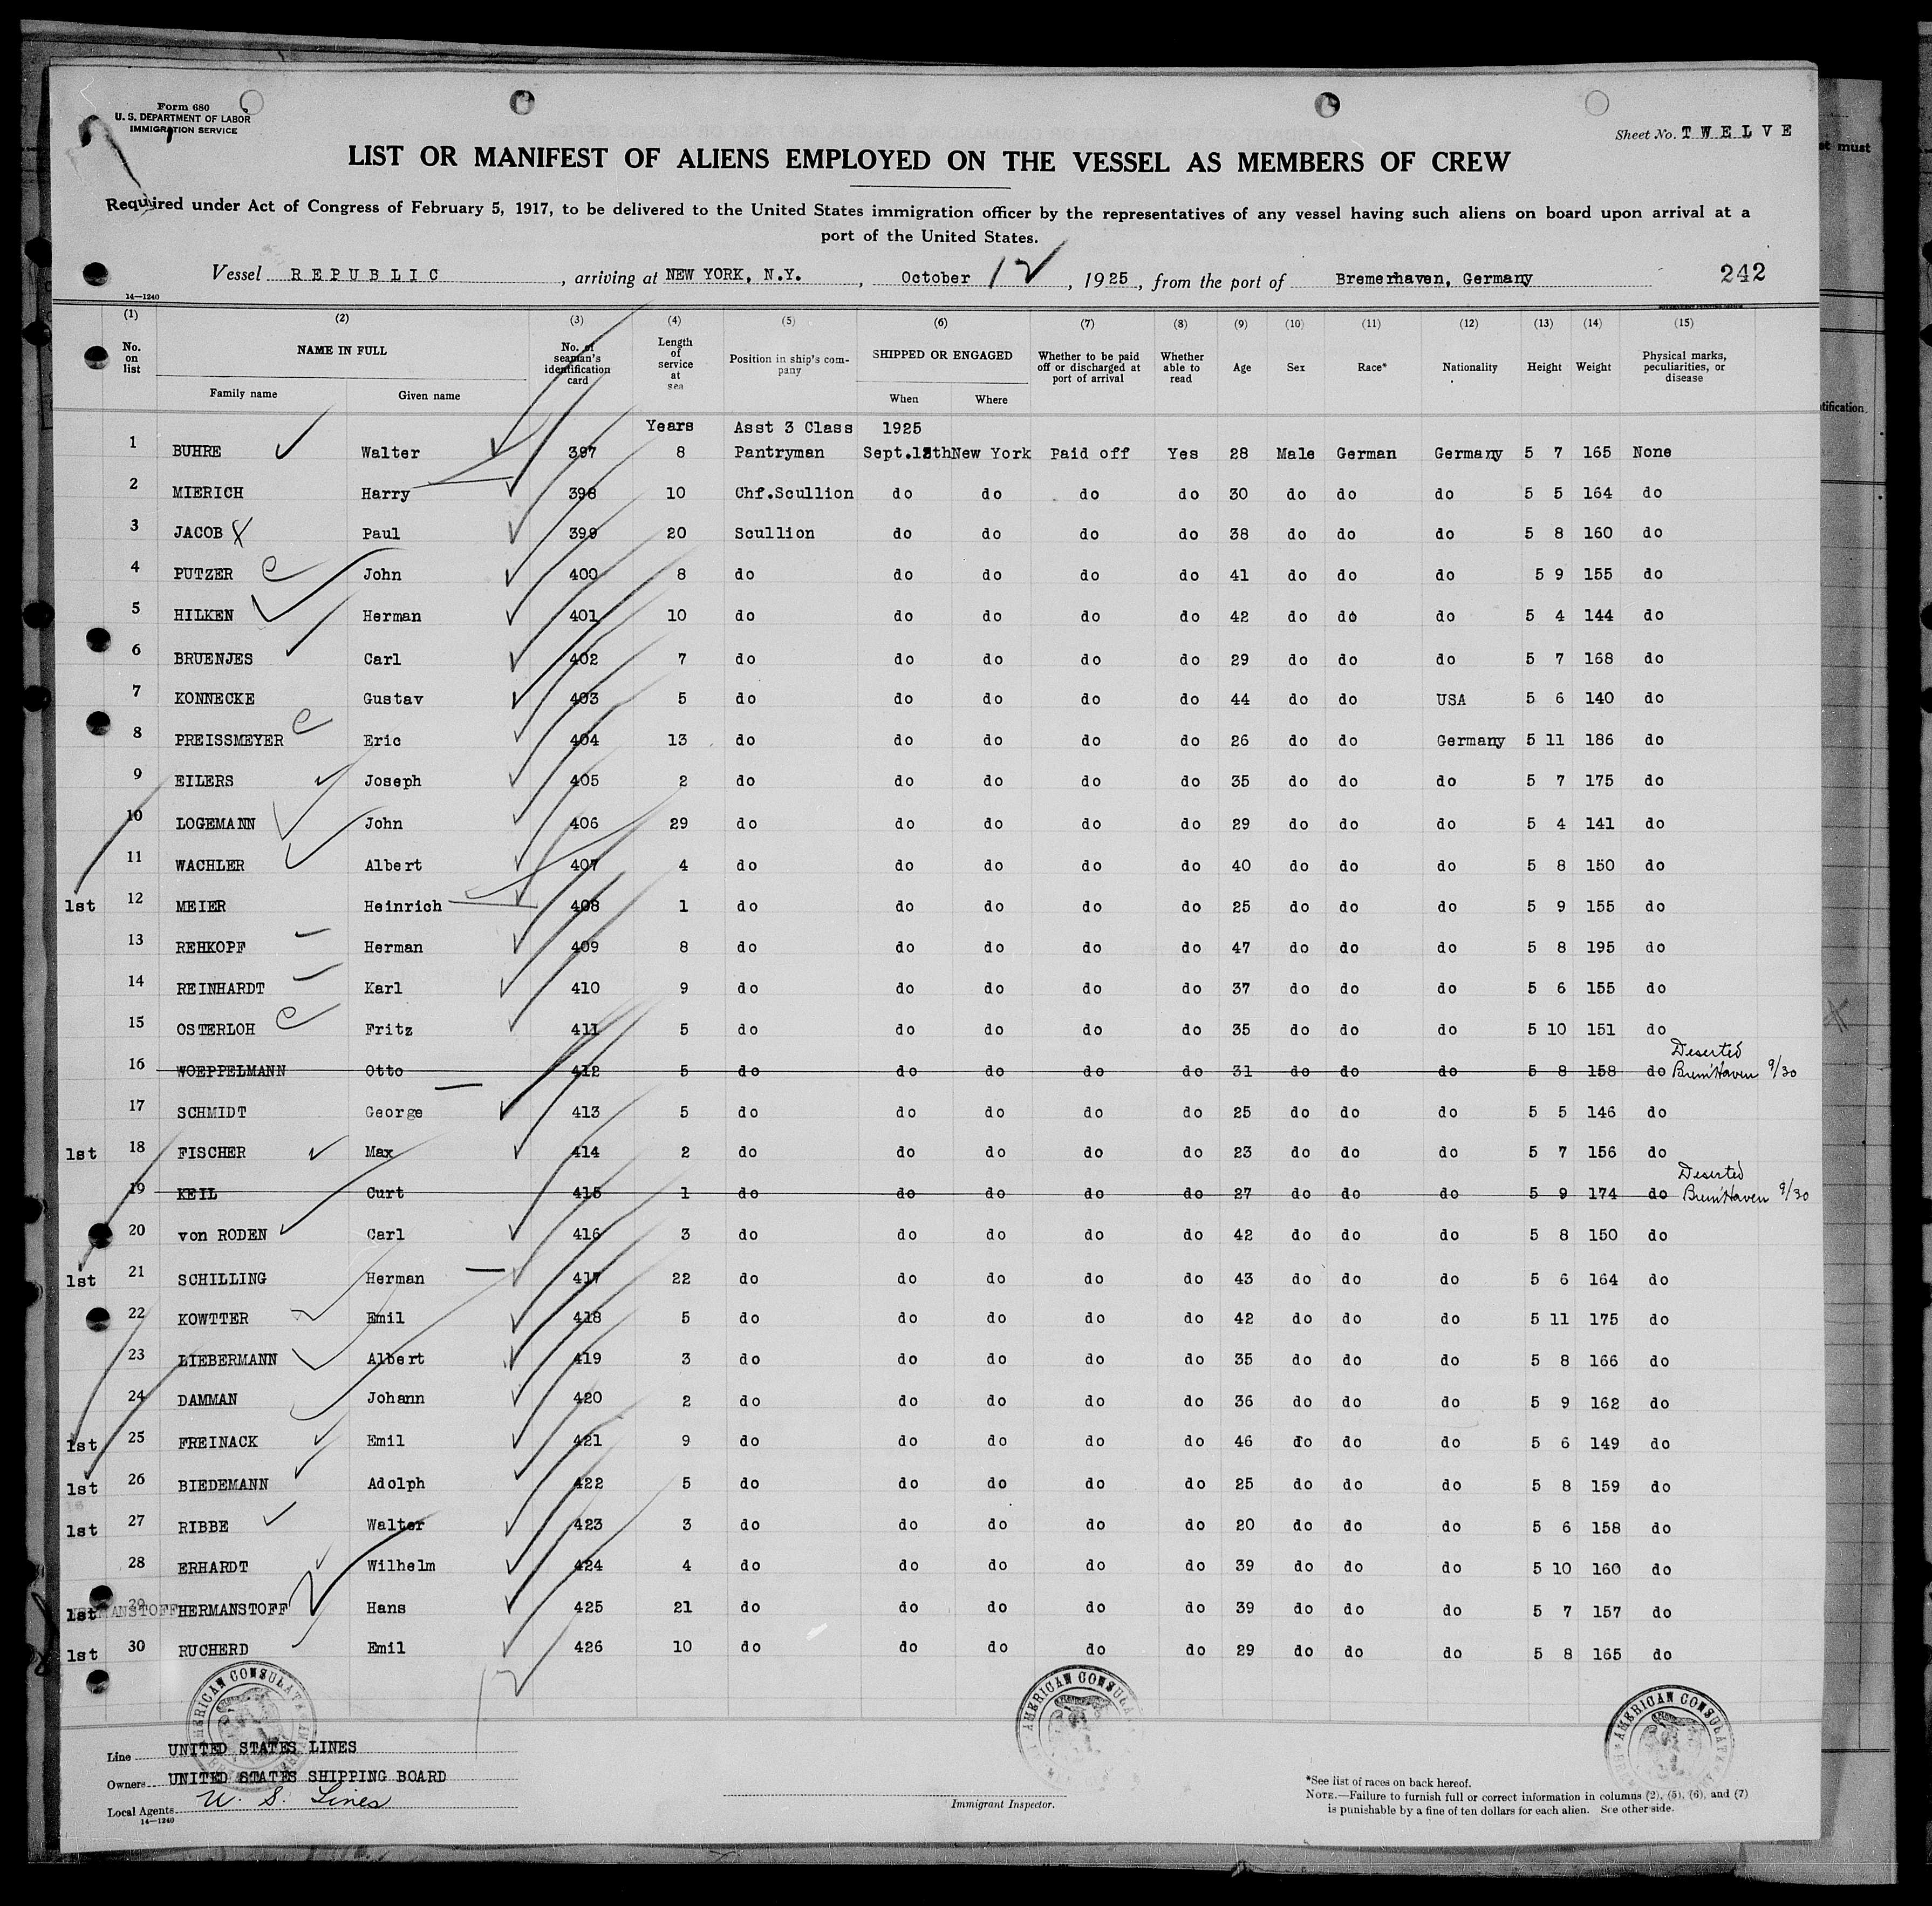 Form 680
U. S. DEPARTMENT OF LABOR
IMMIGRATION SERVICE
Sheet No. TWELVE
LIST OR MANIFEST OF ALIENS EMPLOYED ON THE VESSEL AS MEMBERS OF CREW
Required under Act of Congress of February 5, 1917, to be delivered to the United States immigration officer by the representatives of any vessel having such aliens on board upon arrival at a
port of the United States.
Vessel REPUBLIC, arriving at NEW YORK, N.Y., October 12, 1925, from the port of Bremerhaven, Germany 242
14—1240
(1) (2) (3) (4) (5) (6) (7) (8) (9) (10) (11) (12) (13) (14) (15)
No. on list NAME IN FULL Family name Given name No. of seaman's identification card Length of service at sea Position in ship's company SHIPPED OR ENGAGED When Where Whether to be paid off or discharged at port of arrival Whether able to read Age Sex Race* Nationality Height Weight Physical marks, peculiarities, or disease
Years Asst 3 Class 1925
1 BUHRE Walter 397 8 Pantryman Sept. New York Paid off Yes 28 Male German Germany 5 7 165 None
2 MIERICH Harry 398 10 Chf.Scullion do do do do 30 do do do 5 5 164 do
3 JACOB Paul 399 20 Scullion do do do do 38 do do do 5 8 160 do
4 PUTZER John 400 8 do do do do do 41 do do do 5 9 155 do
5 HILKEN Herman 401 10 do do do do do 42 do do do 5 4 144 do
6 BRUENJES Carl 402 7 do do do do do 29 do do do 5 7 168 do
7 KONNECKE Gustav 403 5 do do do do do 44 do do USA 5 6 140 do
8 PREISSMEYER Eric 404 13 do do do do do 26 do do Germany 5 11 186 do
9 EILERS Joseph 405 2 do do do do do 35 do do do 5 7 175 do
10 LOGEMANN John 406 29 do do do do do 29 do do do 5 4 141 do
11 WACHLER Albert 407 4 do do do do do 40 do do do 5 8 150 do
1st 12 MEIER Heinrich 408 1 do do do do do 25 do do do 5 9 155 do
13 REHKOPF Herman 409 8 do do do do do 47 do do do 5 8 195 do
14 REINHARDT Karl 410 9 do do do do do 37 do do do 5 6 155 do
15 OSTERLOH Fritz 411 5 do do do do do 35 do do do 5 10 151 do
Deserted
16 WOEPPELMANN Otto 412 5 do do do do do 31 do do do 5 8 158 do BremHaven 9/30
17 SCHMIDT George 413 5 do do do do do 25 do do do 5 5 146 do
1st 18 FISCHER Max 414 2 do do do do do 23 do do do 5 7 156 do
Deserted
19 KEIL Curt 415 1 do do do do do 27 do do do 5 9 174 do BremHaven 9/30
20 von RODEN Carl 416 3 do do do do do 42 do do do 5 8 150 do
1st 21 SCHILLING Herman 417 22 do do do do do 43 do do do 5 6 164 do
22 KOWTTER Emil 418 5 do do do do do 42 do do do 5 11 175 do
23 LIEBERMANN Albert 419 3 do do do do do 35 do do do 5 8 166 do
24 DAMMAN Johann 420 2 do do do do do 36 do do do 5 9 162 do
1st 25 FREINACK Emil 421 9 do do do do do 46 do do do 5 6 149 do
1st 26 BIEDEMANN Adolph 422 5 do do do do do 25 do do do 5 8 159 do
1st 27 RIBBE Walter 423 3 do do do do do 20 do do do 5 6 158 do
28 ERHARDT Wilhelm 424 4 do do do do do 39 do do do 5 10 160 do
1st 29 HERMANSTOFF Hans 425 21 do do do do do 39 do do do 5 7 157 do
1st 30 RUCHERD Emil 426 10 do do do do do 29 do do do 5 8 165 do
AMERICAN CONSULATE AMERICAN CONSUL AMERICAN CONSULATE
Line UNITED STATES LINES
Owners UNITED STATES SHIPPING BOARD
Local Agents U. S. Lines
14—1240
Immigrant Inspector.
*See list of races on back hereof.
NOTE.—Failure to furnish full or correct information in columns (2), (5), (6), and (7)
is punishable by a fine of ten dollars for each alien. See other side.